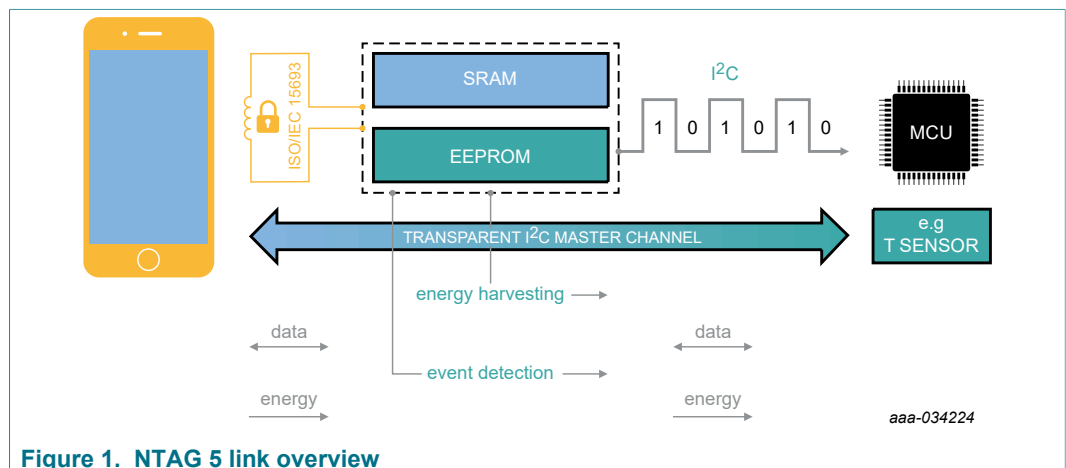 ISO/IEC 15693
SRAM
EEPROM
I²C
1 0 1 0 1 0
MCU
TRANSPARENT I²C MASTER CHANNEL
e.g
T SENSOR
energy harvesting
data
data
event detection
energy
energy
aaa-034224
Figure 1. NTAG 5 link overview